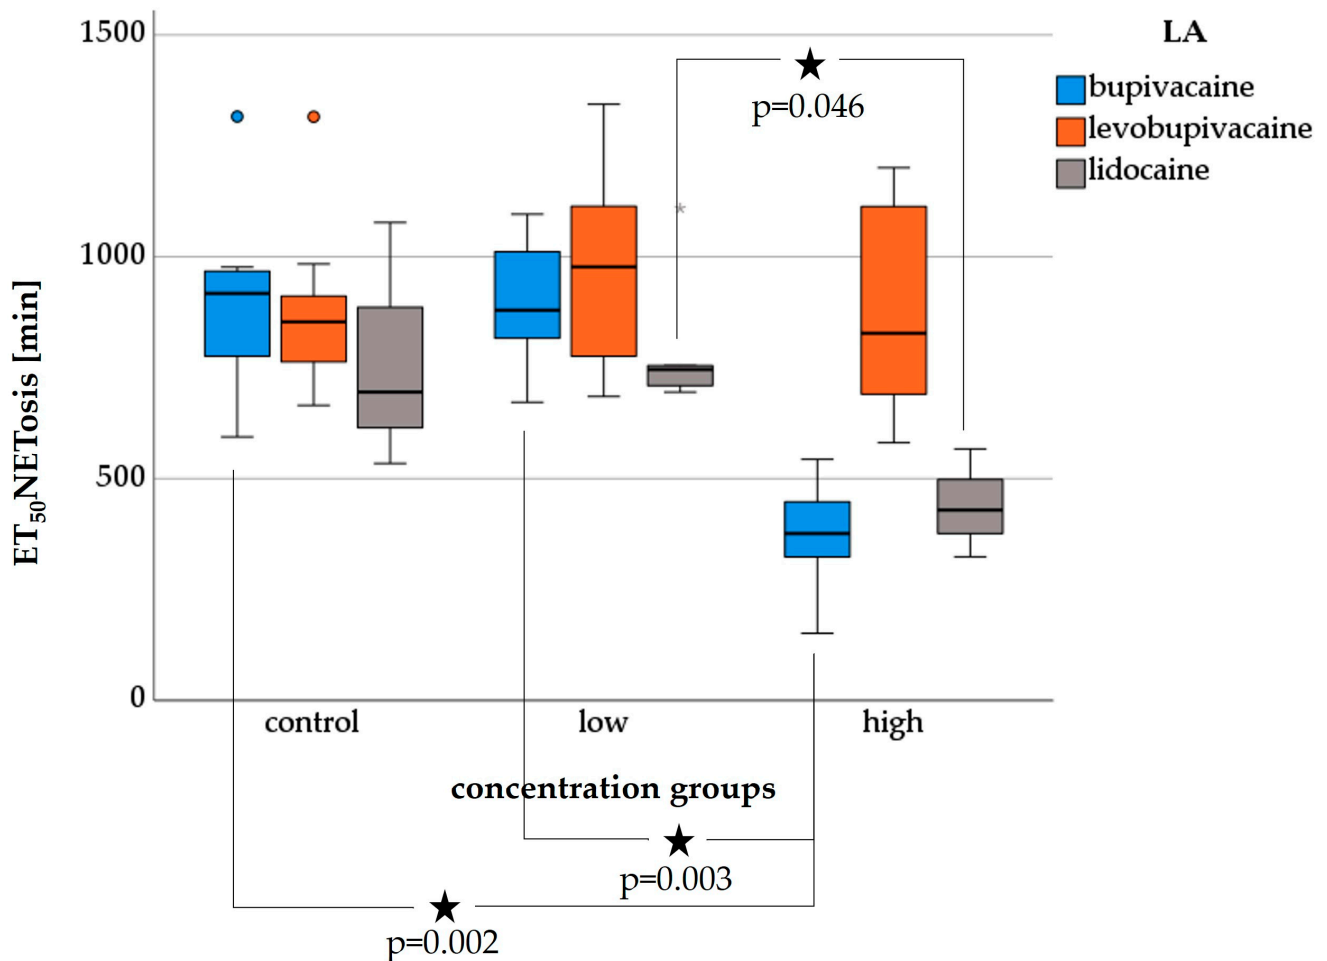 1500
1000
500
0
ET50NETosis [min]
LA
bupivacaine
levobupivacaine
lidocaine
★
p=0.046
*
control low high
concentration groups
★
p=0.003
★
p=0.002